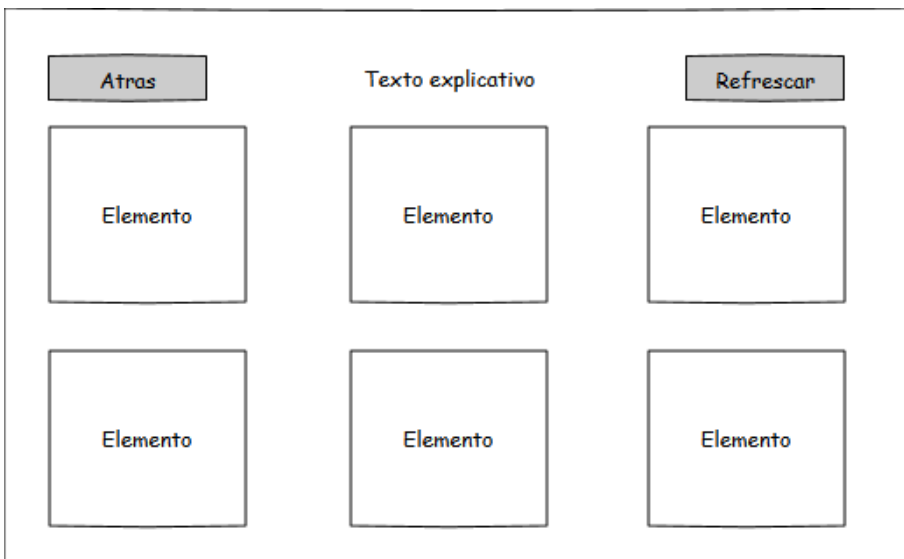 Atras
Texto explicativo
Refrescar
Elemento
Elemento
Elemento
Elemento
Elemento
Elemento